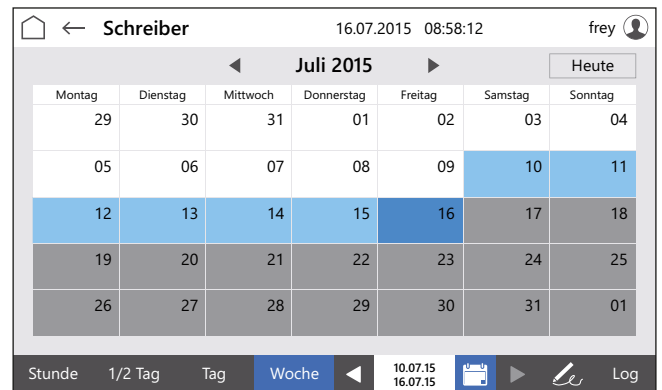 Schreiber 16.07.2015 08:58:12 frey
Juli 2015 Heute
Montag Dienstag Mittwoch Donnerstag Freitag Samstag Sonntag
29 30 31 01 02 03 04
05 06 07 08 09 10 11
12 13 14 15 16 17 18
19 20 21 22 23 24 25
26 27 28 29 30 31 01
Stunde 1/2 Tag Tag Woche 10.07.15 Log
16.07.15